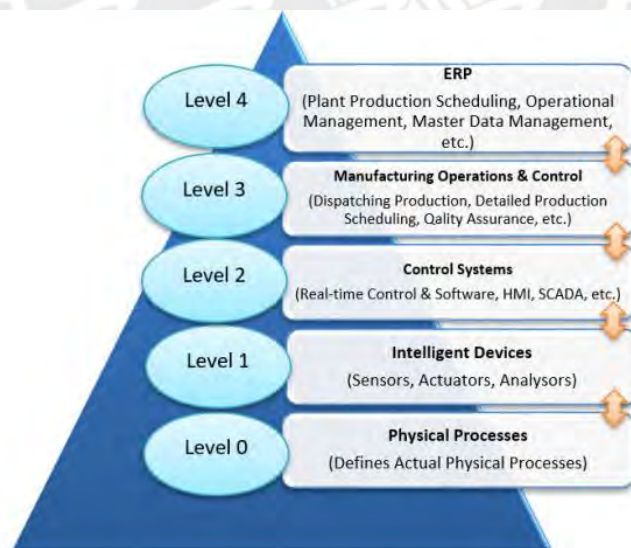 Level 4
ERP
(Plant Production Scheduling, Operational
Management, Master Data Management,
etc.)
Level 3
Manufacturing Operations & Control
(Dispatching Production, Detailed Production
Scheduling, Qality Assurance, etc.)
Level 2
Control Systems
(Real-time Control & Software, HMI, SCADA, etc.)
Level 1
Intelligent Devices
(Sensors, Actuators, Analysors)
Level 0
Physical Processes
(Defines Actual Physical Processes)